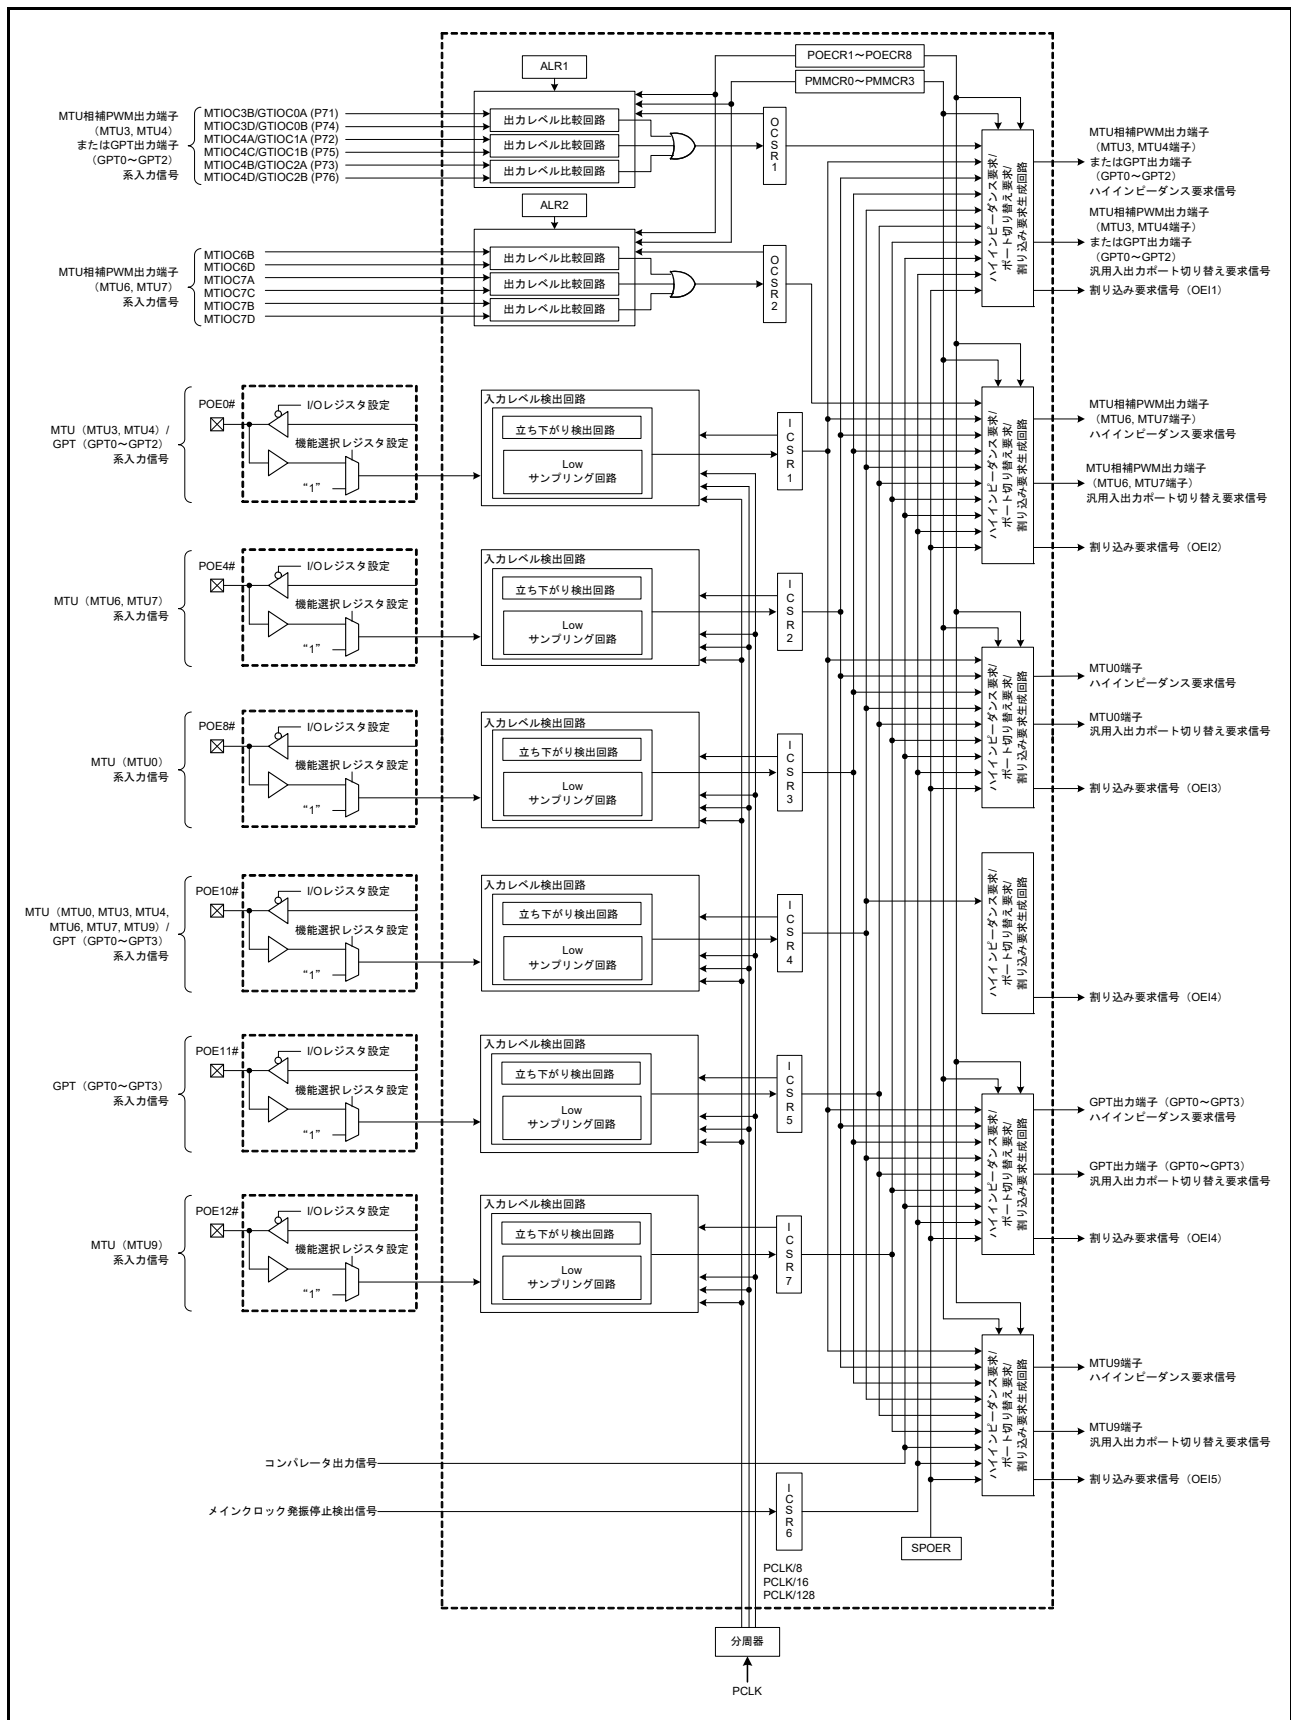 POECR1～POECR8
PMMCR0～PMMCR3
ALR1
MTU相補PWM出力端子
（MTU3, MTU4）
またはGPT出力端子
（GPT0～GPT2）
系入力信号
MTIOC3B/GTIOC0A (P71)
MTIOC3D/GTIOC0B (P74)
MTIOC4A/GTIOC1A (P72)
MTIOC4C/GTIOC1B (P75)
MTIOC4B/GTIOC2A (P73)
MTIOC4D/GTIOC2B (P76)
出力レベル比較回路
出力レベル比較回路
出力レベル比較回路
OCSR1
ハイインピーダンス要求/
ポート切り替え要求/
割り込み要求生成回路
MTU相補PWM出力端子
（MTU3, MTU4端子）
またはGPT出力端子
（GPT0～GPT2）
ハイインピーダンス要求信号
MTU相補PWM出力端子
（MTU3, MTU4端子）
またはGPT出力端子
（GPT0～GPT2）
汎用入出力ポート切り替え要求信号
割り込み要求信号（OEI1）
ALR2
MTU相補PWM出力端子
（MTU6, MTU7）
系入力信号
MTIOC6B
MTIOC6D
MTIOC7A
MTIOC7C
MTIOC7B
MTIOC7D
出力レベル比較回路
出力レベル比較回路
出力レベル比較回路
OCSR2
MTU（MTU3, MTU4）/
GPT（GPT0～GPT2）
系入力信号
POE0#
I/Oレジスタ設定
機能選択レジスタ設定
“1”
入力レベル検出回路
立ち下がり検出回路
Low
サンプリング回路
ICSR1
ハイインピーダンス要求/
ポート切り替え要求/
割り込み要求生成回路
MTU相補PWM出力端子
（MTU6, MTU7端子）
ハイインピーダンス要求信号
MTU相補PWM出力端子
（MTU6, MTU7端子）
汎用入出力ポート切り替え要求信号
割り込み要求信号（OEI2）
MTU（MTU6, MTU7）
系入力信号
POE4#
I/Oレジスタ設定
機能選択レジスタ設定
“1”
入力レベル検出回路
立ち下がり検出回路
Low
サンプリング回路
ICSR2
ハイインピーダンス要求/
ポート切り替え要求/
割り込み要求生成回路
MTU0端子
ハイインピーダンス要求信号
MTU0端子
汎用入出力ポート切り替え要求信号
割り込み要求信号（OEI3）
MTU（MTU0）
系入力信号
POE8#
I/Oレジスタ設定
機能選択レジスタ設定
“1”
入力レベル検出回路
立ち下がり検出回路
Low
サンプリング回路
ICSR3
MTU（MTU0, MTU3, MTU4,
MTU6, MTU7, MTU9）/
GPT（GPT0～GPT3）
系入力信号
POE10#
I/Oレジスタ設定
機能選択レジスタ設定
“1”
入力レベル検出回路
立ち下がり検出回路
Low
サンプリング回路
ICSR4
ハイインピーダンス要求/
ポート切り替え要求/
割り込み要求生成回路
割り込み要求信号（OEI4）
GPT（GPT0～GPT3）
系入力信号
POE11#
I/Oレジスタ設定
機能選択レジスタ設定
“1”
入力レベル検出回路
立ち下がり検出回路
Low
サンプリング回路
ICSR5
ハイインピーダンス要求/
ポート切り替え要求/
割り込み要求生成回路
GPT出力端子（GPT0～GPT3）
ハイインピーダンス要求信号
GPT出力端子（GPT0～GPT3）
汎用入出力ポート切り替え要求信号
割り込み要求信号（OEI4）
MTU（MTU9）
系入力信号
POE12#
I/Oレジスタ設定
機能選択レジスタ設定
“1”
入力レベル検出回路
立ち下がり検出回路
Low
サンプリング回路
ICSR7
ハイインピーダンス要求/
ポート切り替え要求/
割り込み要求生成回路
MTU9端子
ハイインピーダンス要求信号
MTU9端子
汎用入出力ポート切り替え要求信号
割り込み要求信号（OEI5）
コンパレータ出力信号
メインクロック発振停止検出信号
ICSR6
SPOER
PCLK/8
PCLK/16
PCLK/128
分周器
PCLK